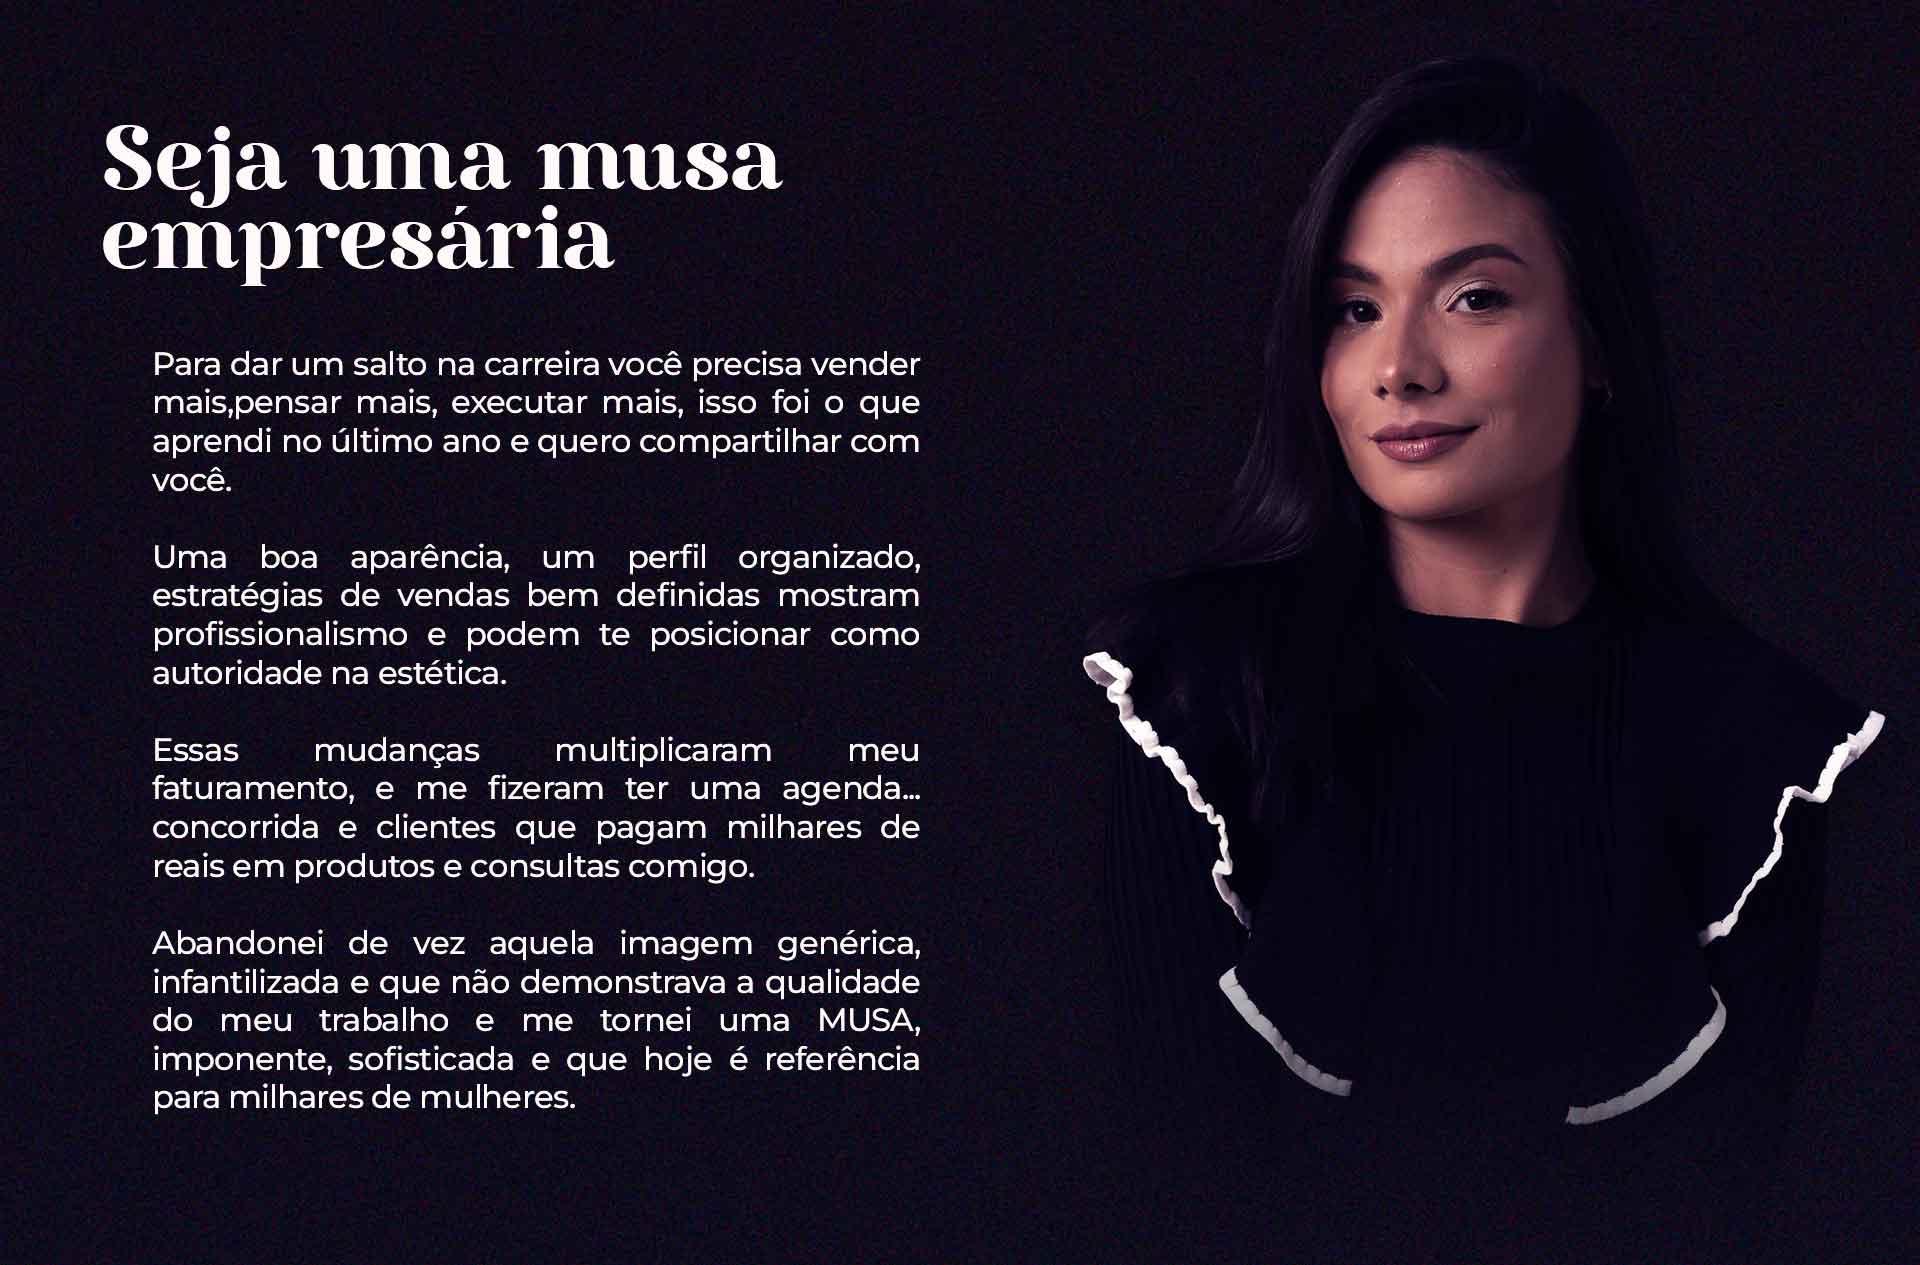 Seja uma musa
empresária
Para dar um salto na carreira você precisa vender
mais,pensar mais, executar mais, isso foi o que
aprendi no último ano e quero compartilhar com
você.
Uma boa aparência, um perfil organizado,
estratégias de vendas bem definidas mostram
profissionalismo e podem te posicionar como
autoridade na estética.
Essas mudanças multiplicaram meu
faturamento, e me fizeram ter uma agenda...
concorrida e clientes que pagam milhares de
reais em produtos e consultas comigo.
Abandonei de vez aquela imagem genérica,
infantilizada e que não demonstrava a qualidade
do meu trabalho e me tornei uma MUSA,
imponente, sofisticada e que hoje é referência
para milhares de mulheres.